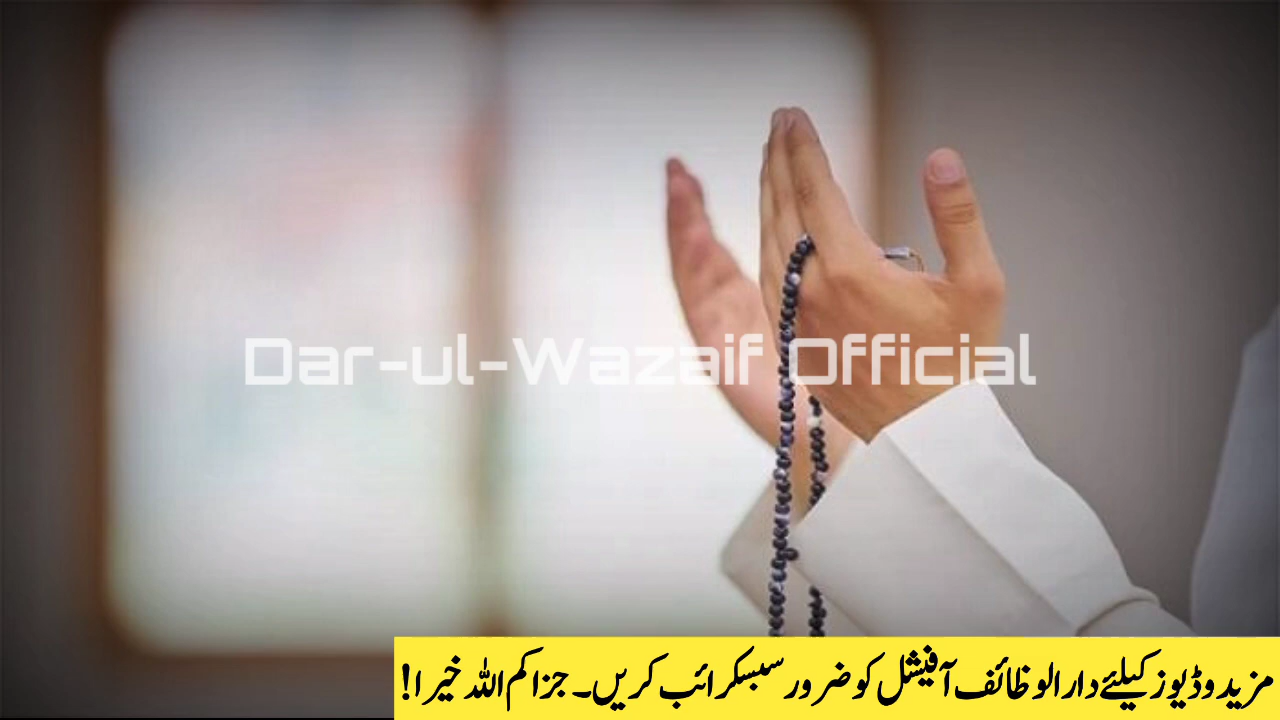 Dar-ul-Wazaif Official
مزید وڈیوز کیلئے دارالوظائف آفیشل کو ضرور سبسکرائب کریں۔ جزاکم اللہ خیرا!